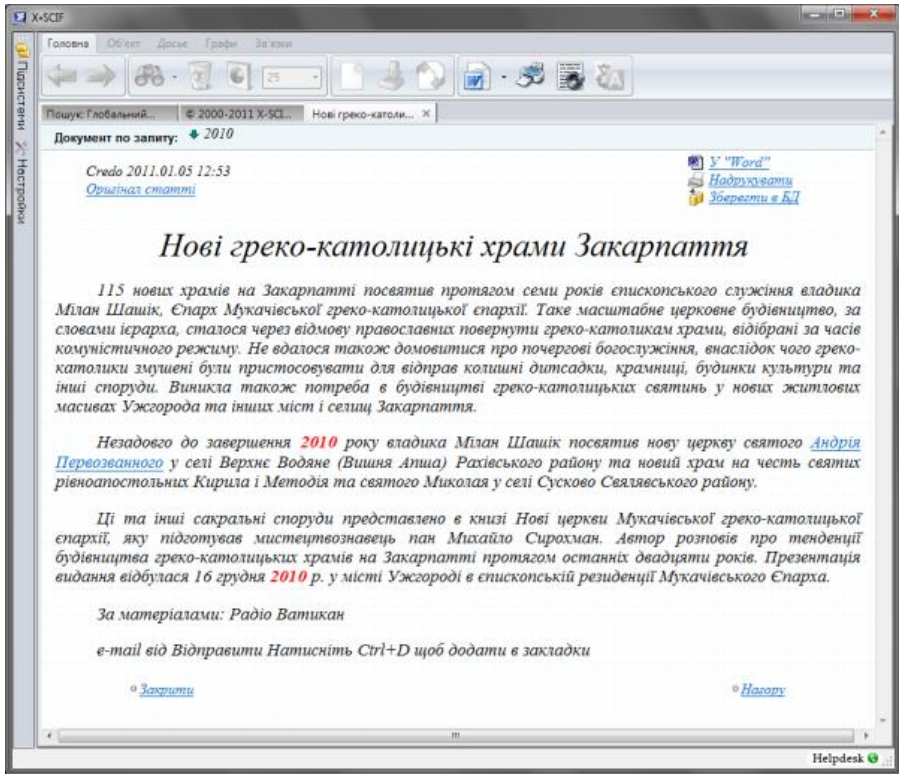 X-SCIF
Головна Об'єкт Досьє Графи Зв'язки
25
Підсистеми
Настройки
Пошук: Глобальний... © 2000-2011 X-SCI... Нові греко-католи... ×
Документ по запиту: 2010
Credo 2011.01.05 12:53
Оригінал статті
У "Word"
Надрукувати
Зберегти в БД
Нові греко-католицькі храми Закарпаття
115 нових храмів на Закарпатті посвятив протягом семи років єпископського служіння владика
Мілан Шашік, Єпарх Мукачівської греко-католицької єпархії. Таке масштабне церковне будівництво, за
словами ієрарха, сталося через відмову православних повернути греко-католикам храми, відібрані за часів
комуністичного режиму. Не вдалося також домовитися про почергові богослужіння, внаслідок чого греко-
католики змушені були пристосовувати для відправ колишні дитсадки, крамниці, будинки культури та
інші споруди. Виникла також потреба в будівництві греко-католицьких святинь у нових житлових
масивах Ужгорода та інших міст і селищ Закарпаття.
Незадовго до завершення 2010 року владика Мілан Шашік посвятив нову церкву святого Андрія
Первозванного у селі Верхнє Водяне (Вишня Апша) Рахівського району та новий храм на честь святих
рівноапостольних Кирила і Методія та святого Миколая у селі Сусково Свялявського району.
Ці та інші сакральні споруди представлено в книзі Нові церкви Мукачівської греко-католицької
єпархії, яку підготував мистецтвознавець пан Михайло Сирохман. Автор розповів про тенденції
будівництва греко-католицьких храмів на Закарпатті протягом останніх двадцяти років. Презентація
видання відбулася 16 грудня 2010 р. у місті Ужгороді в єпископській резиденції Мукачівського Єпарха.
За матеріалами: Радіо Ватикан
e-mail від Відправити Натисніть Ctrl+D щоб додати в закладки
Закрити
Нагору
Helpdesk